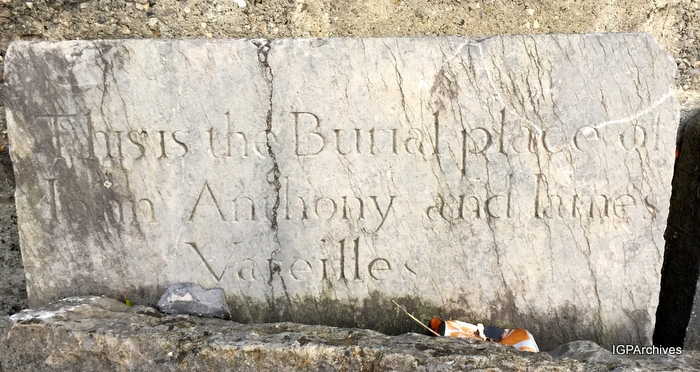 This is the Burial place of
John Anthony and James
Vareilles
IGPArchives